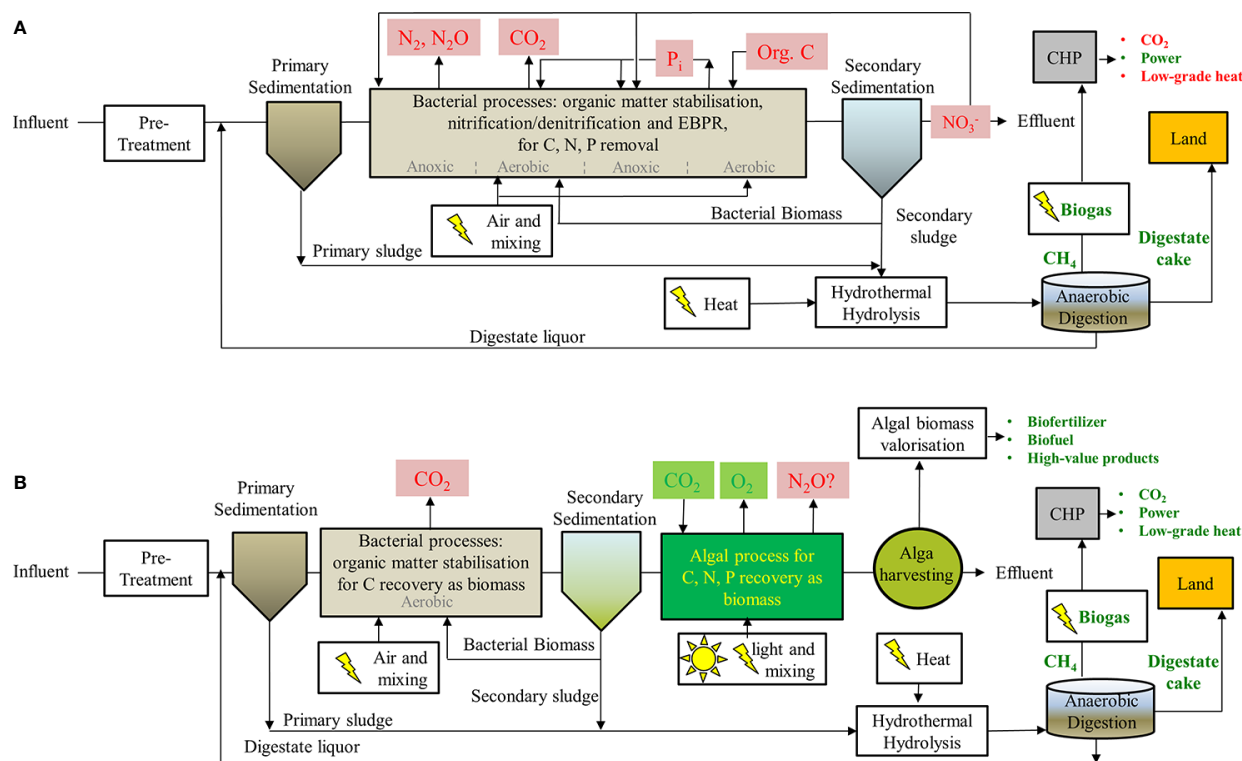 A
N₂, N₂O
CO₂
Pᵢ
Org. C
CHP
• CO₂
• Power
• Low-grade heat
Primary
Sedimentation
Secondary
Sedimentation
Influent
Pre-
Treatment
Bacterial processes: organic matter stabilisation,
nitrification/denitrification and EBPR,
for C, N, P removal
Anoxic
Aerobic
Anoxic
Aerobic
NO₃⁻
Effluent
Land
Air and
mixing
Bacterial Biomass
Secondary
sludge
Primary sludge
Biogas
CH₄
Digestate
cake
Heat
Hydrothermal
Hydrolysis
Anaerobic
Digestion
Digestate liquor
B
Algal biomass
valorisation
• Biofertilizer
• Biofuel
• High-value products
Primary
Sedimentation
CO₂
Secondary
Sedimentation
CO₂
O₂
N₂O?
CHP
• CO₂
• Power
• Low-grade heat
Influent
Pre-
Treatment
Bacterial processes:
organic matter stabilisation
for C recovery as biomass
Aerobic
Algal process for
C, N, P recovery as
biomass
Alga
harvesting
Effluent
Land
Air and
mixing
Bacterial Biomass
light and
mixing
Heat
Biogas
CH₄
Digestate
cake
Secondary sludge
Primary sludge
Digestate liquor
Hydrothermal
Hydrolysis
Anaerobic
Digestion